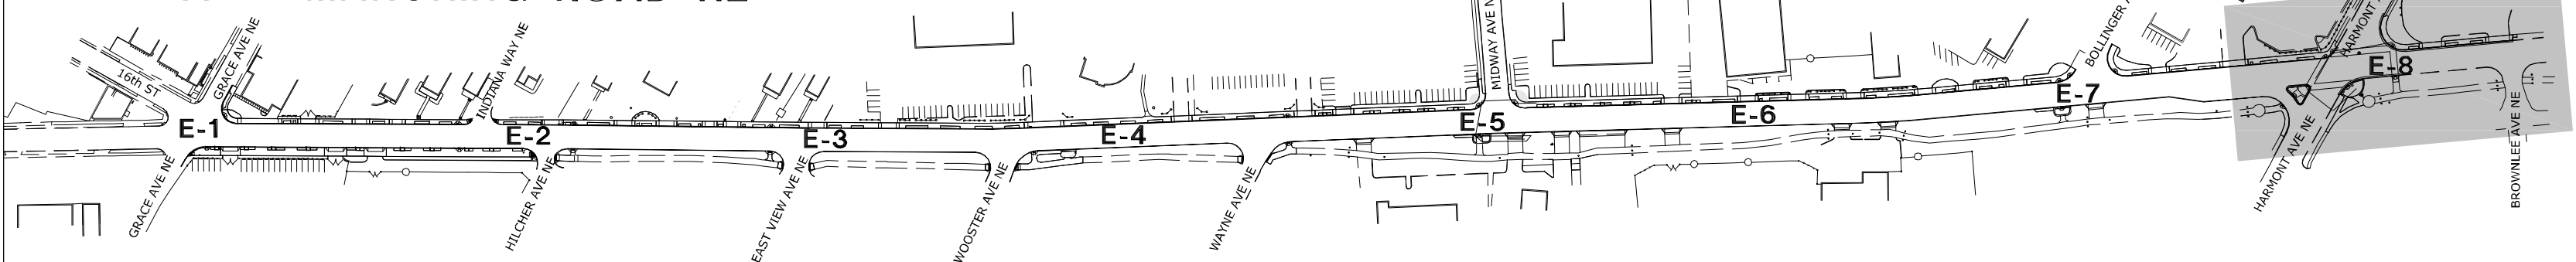 16th ST
GRACE AVE NE
GRACE AVE NE
E-1
INDIANA WAY NE
E-2
HILCHER AVE NE
E-3
EAST VIEW AVE NE
WOOSTER AVE NE
E-4
WAYNE AVE NE
MIDWAY AVE N
E-5
E-6
BOLLINGER
E-7
HARMONT
E-8
HARMONT AVE NE
BROWNLEE AVE NE